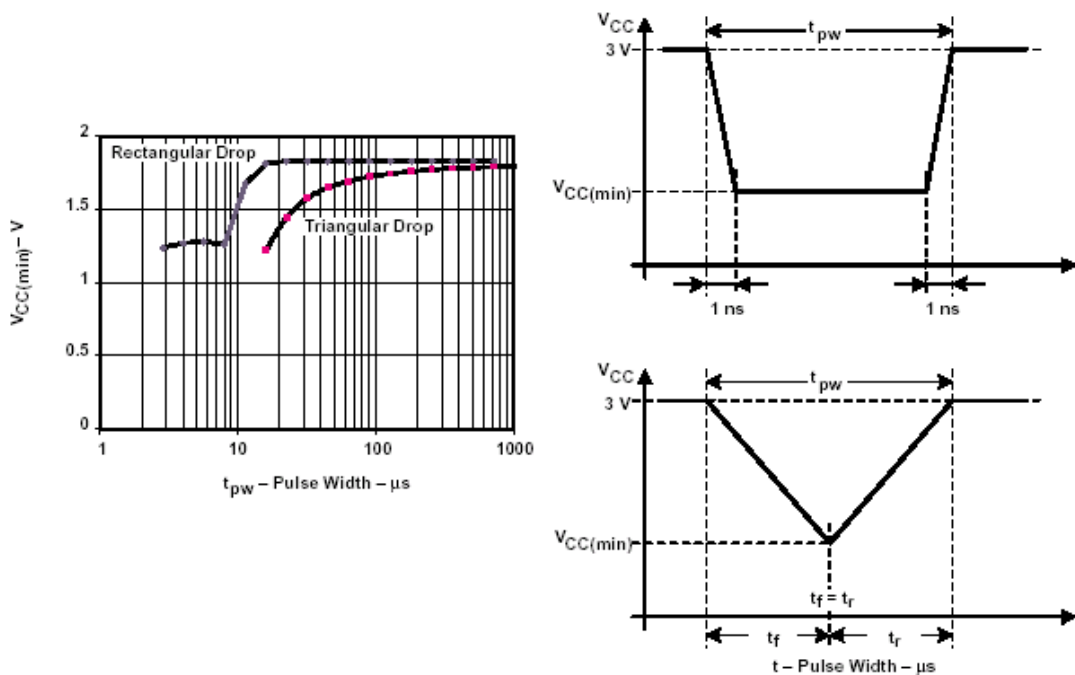 2
Rectangular Drop
1.5
Triangular Drop
1
0.5
0
1
10
100
1000
VCC(min) – V
tpw – Pulse Width – µs
VCC
3 V
tpw
VCC(min)
1 ns
1 ns
VCC
3 V
tpw
VCC(min)
tf = tr
tf
tr
t – Pulse Width – µs